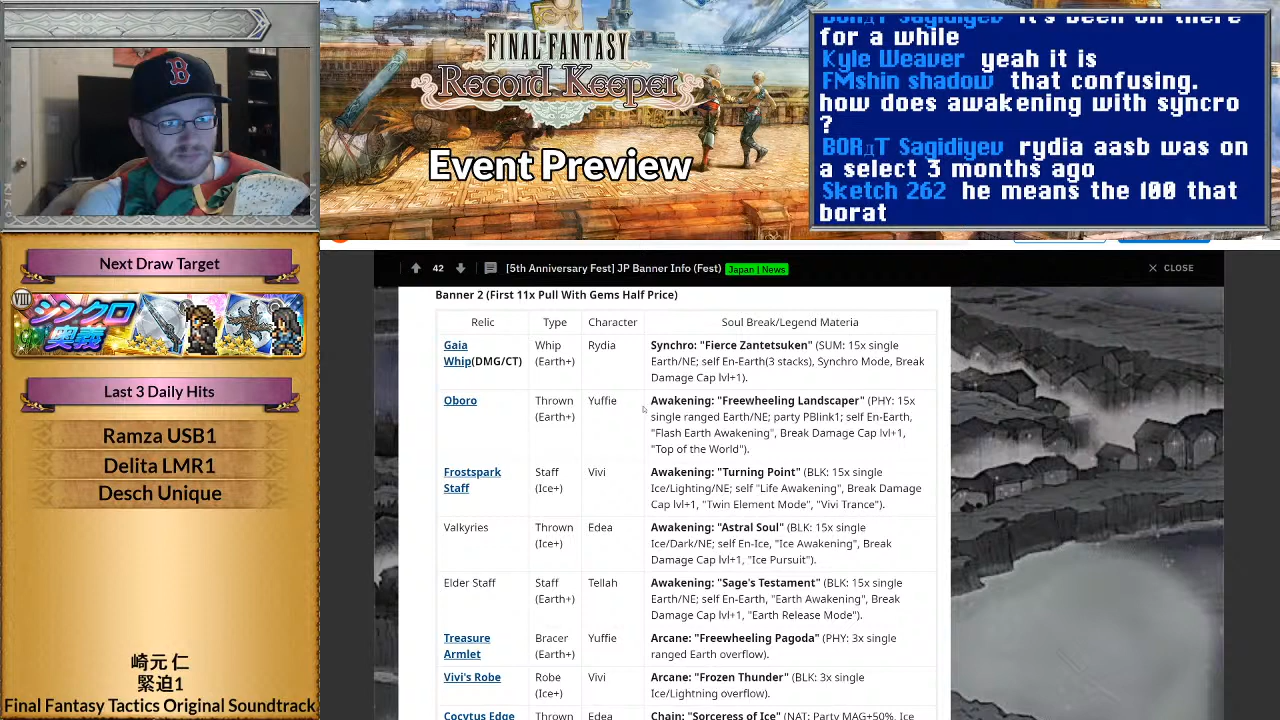 FINAL FANTASY
Record Keeper
Event Preview
BORдT Sagidiyev it's been on there
for a while
Kyle Weaver yeah it is
FMshin shadow that confusing.
how does awakening with syncro
?
BORдT Sagidiyev rydia aasb was on
a select 3 months ago
Sketch 262 he means the 100 that
borat
Next Draw Target
VIII
シンクロ
奥義
Last 3 Daily Hits
Ramza USB1
Delita LMR1
Desch Unique
崎元 仁
緊迫1
Final Fantasy Tactics Original Soundtrack
42 [5th Anniversary Fest] JP Banner Info (Fest) Japan | News CLOSE
Banner 2 (First 11x Pull With Gems Half Price)
Relic Type Character Soul Break/Legend Materia
Gaia Whip Rydia Synchro: "Fierce Zantetsuken" (SUM: 15x single
Whip(DMG/CT) (Earth+) Earth/NE; self En-Earth(3 stacks), Synchro Mode, Break
Damage Cap lvl+1).
Oboro Thrown Yuffie Awakening: "Freewheeling Landscaper" (PHY: 15x
(Earth+) single ranged Earth/NE; party PBlink1; self En-Earth,
"Flash Earth Awakening", Break Damage Cap lvl+1,
"Top of the World").
Frostspark Staff Vivi Awakening: "Turning Point" (BLK: 15x single
Staff (Ice+) Ice/Lighting/NE; self "Life Awakening", Break Damage
Cap lvl+1, "Twin Element Mode", "Vivi Trance").
Valkyries Thrown Edea Awakening: "Astral Soul" (BLK: 15x single
(Ice+) Ice/Dark/NE; self En-Ice, "Ice Awakening", Break
Damage Cap lvl+1, "Ice Pursuit").
Elder Staff Staff Tellah Awakening: "Sage's Testament" (BLK: 15x single
(Earth+) Earth/NE; self En-Earth, "Earth Awakening", Break
Damage Cap lvl+1, "Earth Release Mode").
Treasure Bracer Yuffie Arcane: "Freewheeling Pagoda" (PHY: 3x single
Armlet (Earth+) ranged Earth overflow).
Vivi's Robe Robe Vivi Arcane: "Frozen Thunder" (BLK: 3x single
(Ice+) Ice/Lightning overflow).
Cocytus Edge Thrown Edea Chain: "Sorceress of Ice" (NAT: Party MAG+50%, Ice